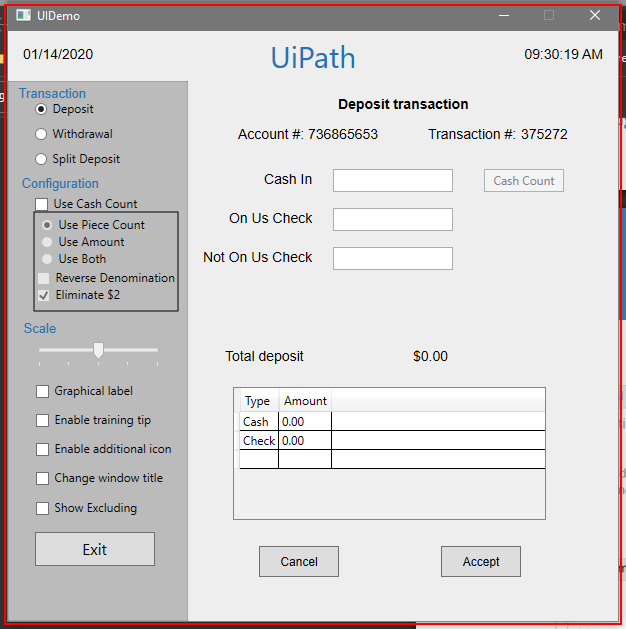 UIDemo
01/14/2020
UiPath
09:30:19 AM
Transaction
Deposit
Withdrawal
Split Deposit
Configuration
Use Cash Count
Use Piece Count
Use Amount
Use Both
Reverse Denomination
Eliminate $2
Scale
Graphical label
Enable training tip
Enable additional icon
Change window title
Show Excluding
Exit
Deposit transaction
Account #: 736865653 Transaction #: 375272
Cash In
Cash Count
On Us Check
Not On Us Check
Total deposit $0.00
Type Amount
Cash 0.00
Check 0.00
Cancel
Accept